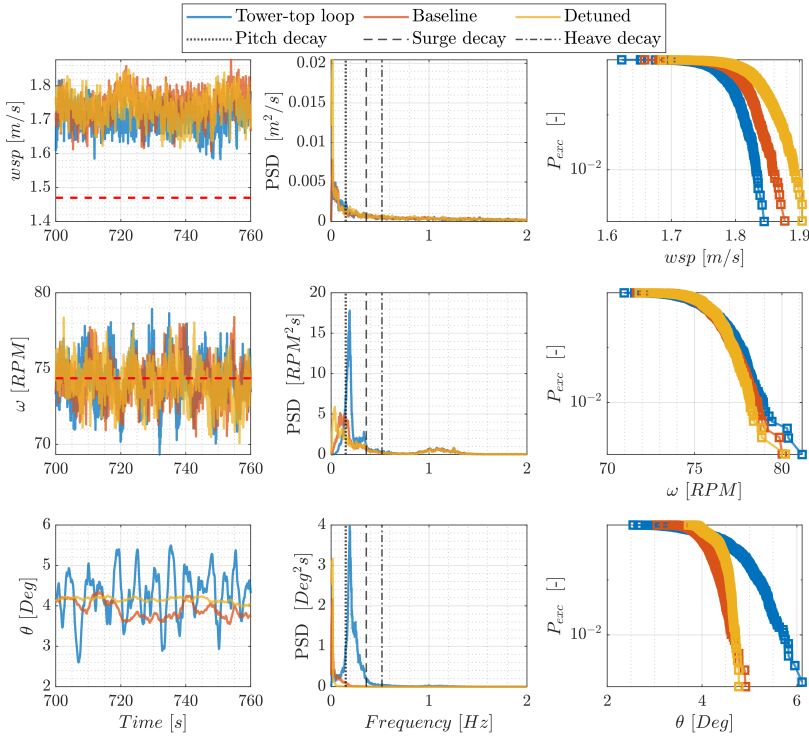 Tower-top loop Baseline Detuned
Pitch decay Surge decay Heave decay
wsp [m/s]
1.8
1.7
1.6
1.5
1.4
700 720 740 760
PSD [m²/s]
0.02
0.015
0.01
0.005
0
0 1 2
P_exc [-]
10⁻²
1.6 1.7 1.8 1.9
wsp [m/s]
ω [RPM]
80
75
70
700 720 740 760
PSD [RPM²s]
20
15
10
5
0
0 1 2
P_exc [-]
10⁻²
70 75 80
ω [RPM]
θ [Deg]
6
5
4
3
2
700 720 740 760
Time [s]
PSD [Deg²s]
4
3
2
1
0
0 1 2
Frequency [Hz]
P_exc [-]
10⁻²
2 4 6
θ [Deg]